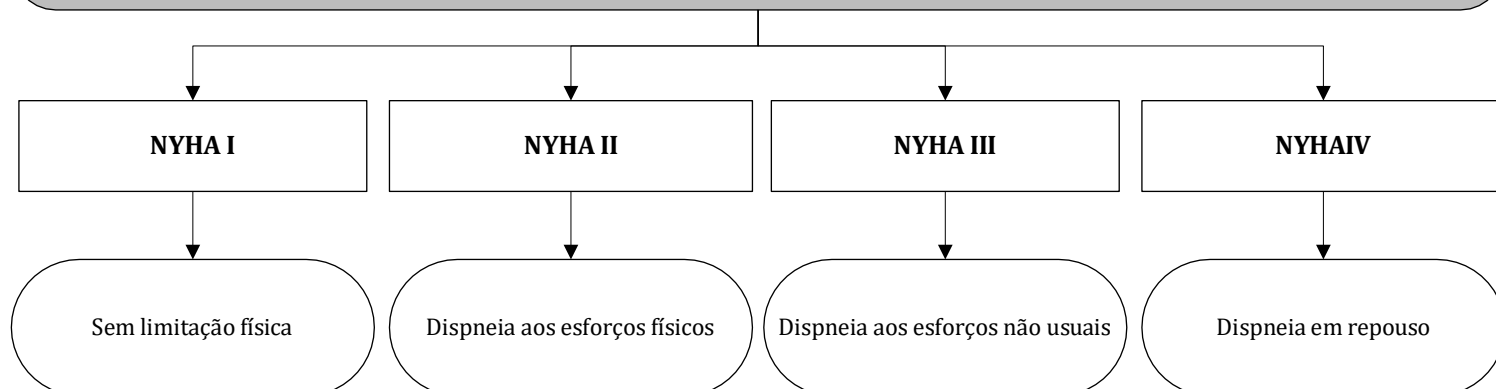 NYHA I
NYHA II
NYHA III
NYHAIV
Sem limitação física
Dispneia aos esforços físicos
Dispneia aos esforços não usuais
Dispneia em repouso